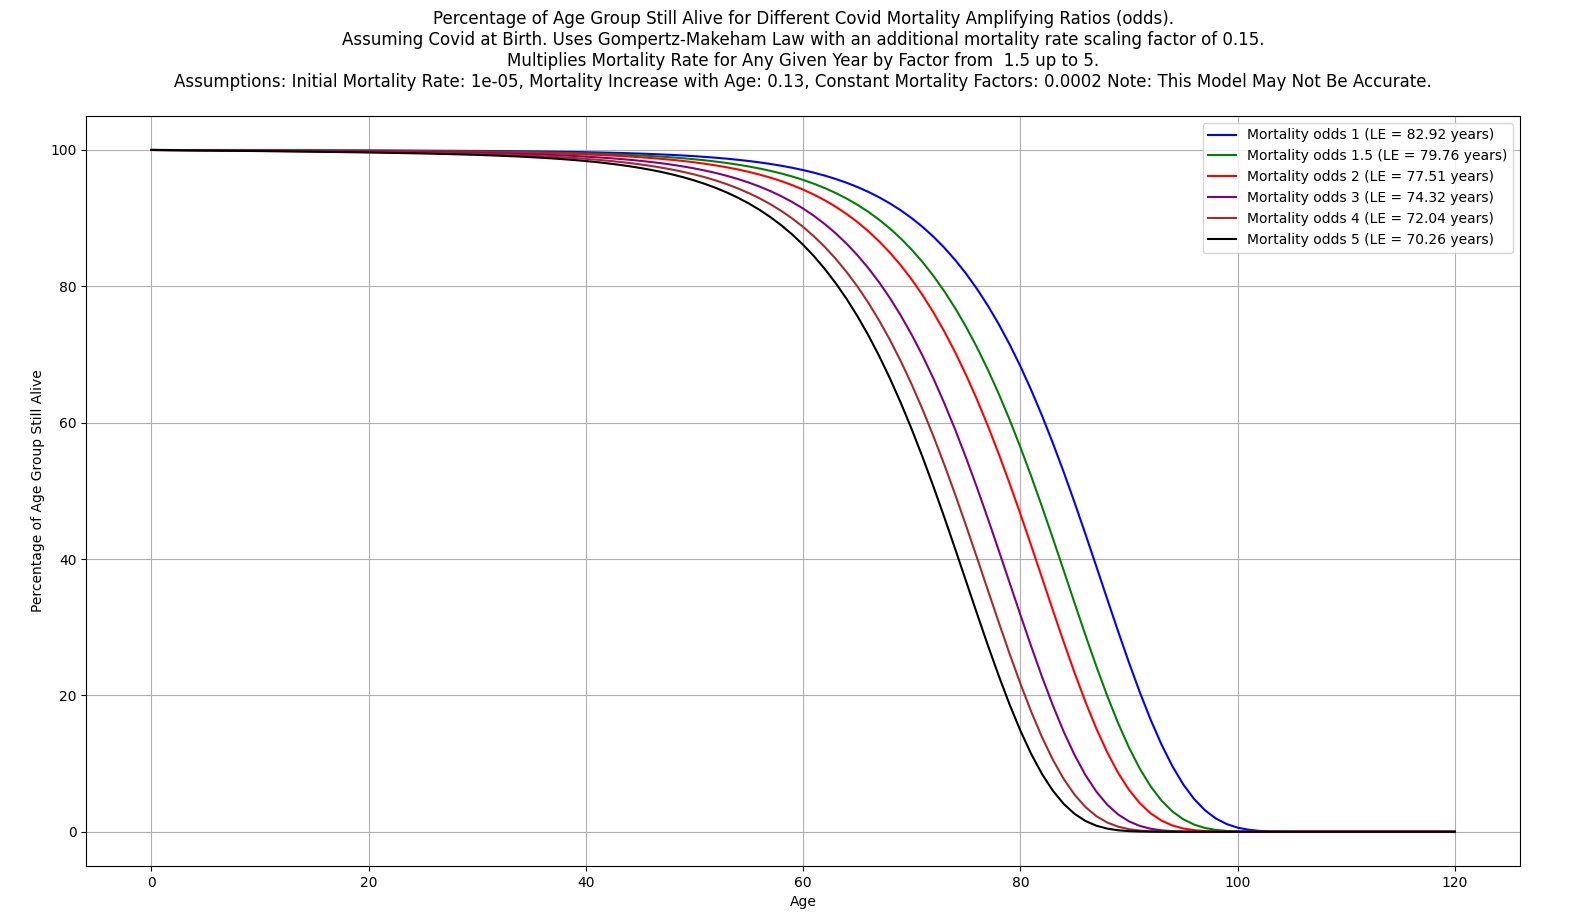 Percentage of Age Group Still Alive for Different Covid Mortality Amplifying Ratios (odds).
Assuming Covid at Birth. Uses Gompertz-Makeham Law with an additional mortality rate scaling factor of 0.15.
Multiplies Mortality Rate for Any Given Year by Factor from  1.5 up to 5.
Assumptions: Initial Mortality Rate: 1e-05, Mortality Increase with Age: 0.13, Constant Mortality Factors: 0.0002 Note: This Model May Not Be Accurate.
Mortality odds 1 (LE = 82.92 years)
Mortality odds 1.5 (LE = 79.76 years)
Mortality odds 2 (LE = 77.51 years)
Mortality odds 3 (LE = 74.32 years)
Mortality odds 4 (LE = 72.04 years)
Mortality odds 5 (LE = 70.26 years)
Percentage of Age Group Still Alive
100
80
60
40
20
0
0 20 40 60 80 100 120
Age